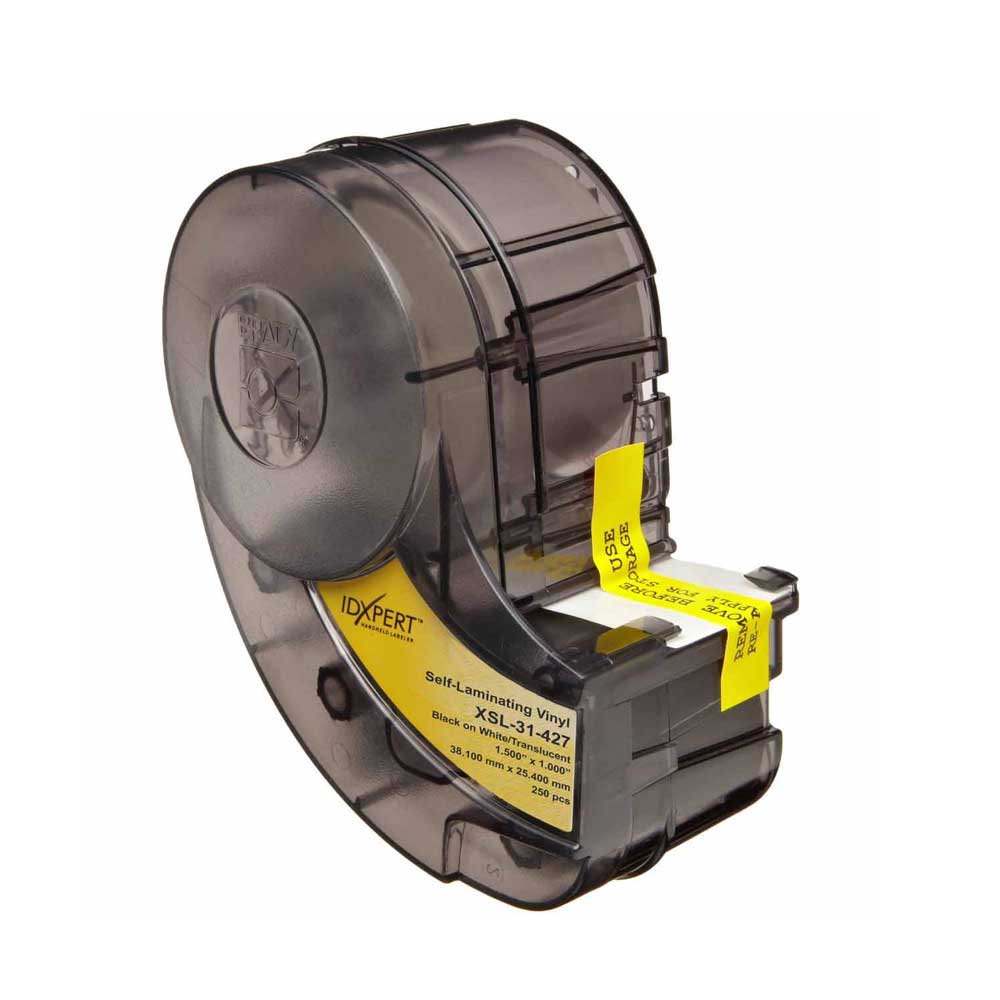 BRADY
IDXPERT™
HANDHELD LABELER
Self-Laminating Vinyl
XSL-31-427
Black on White/Translucent
1.500" x 1.000"
38.100 mm x 25.400 mm
250 pcs
REMOVE BEFORE USE
RE-APPLY FOR STORAGE